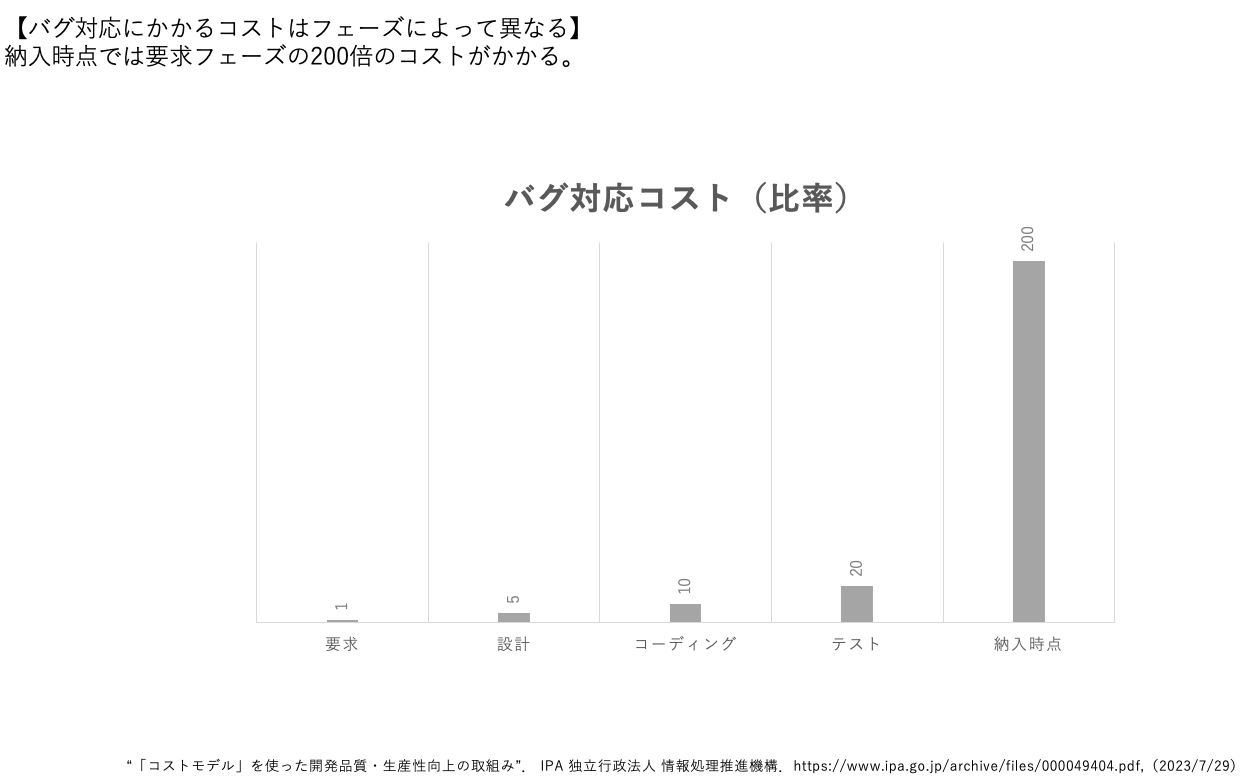 【バグ対応にかかるコストはフェーズによって異なる】
納入時点では要求フェーズの200倍のコストがかかる。
バグ対応コスト（比率）
1
5
10
20
200
要求
設計
コーディング
テスト
納入時点
“「コストモデル」を使った開発品質・生産性向上の取組み”． IPA 独立行政法人 情報処理推進機構．https://www.ipa.go.jp/archive/files/000049404.pdf,（2023/7/29）